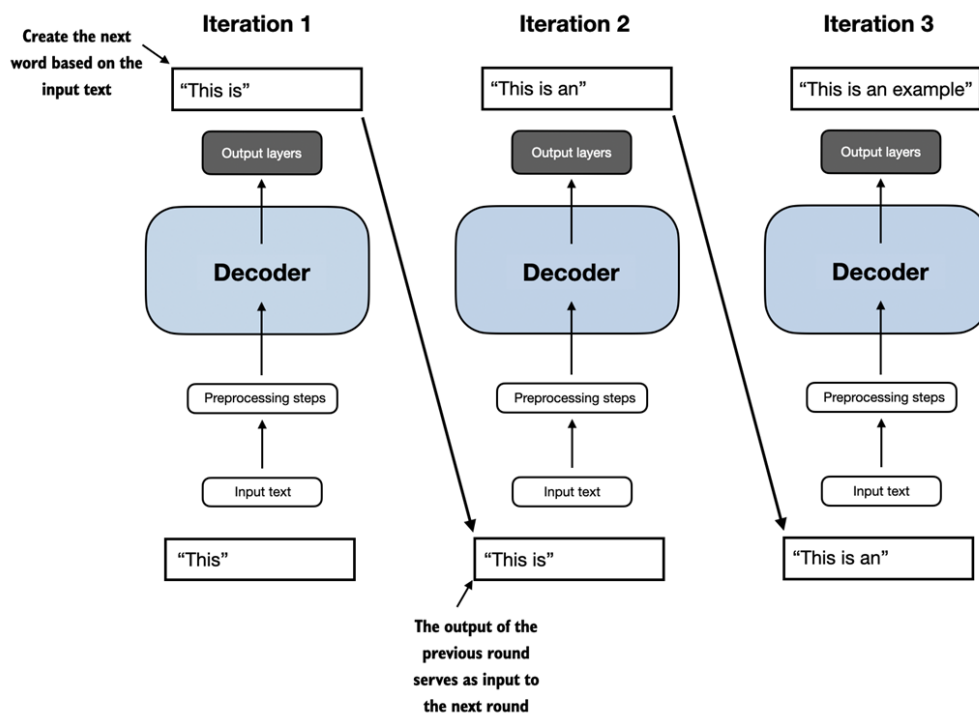 Iteration 1
Iteration 2
Iteration 3
Create the next
word based on the
input text
“This is”
“This is an”
“This is an example”
Output layers
Output layers
Output layers
Decoder
Decoder
Decoder
Preprocessing steps
Preprocessing steps
Preprocessing steps
Input text
Input text
Input text
“This”
“This is”
“This is an”
The output of the
previous round
serves as input to
the next round